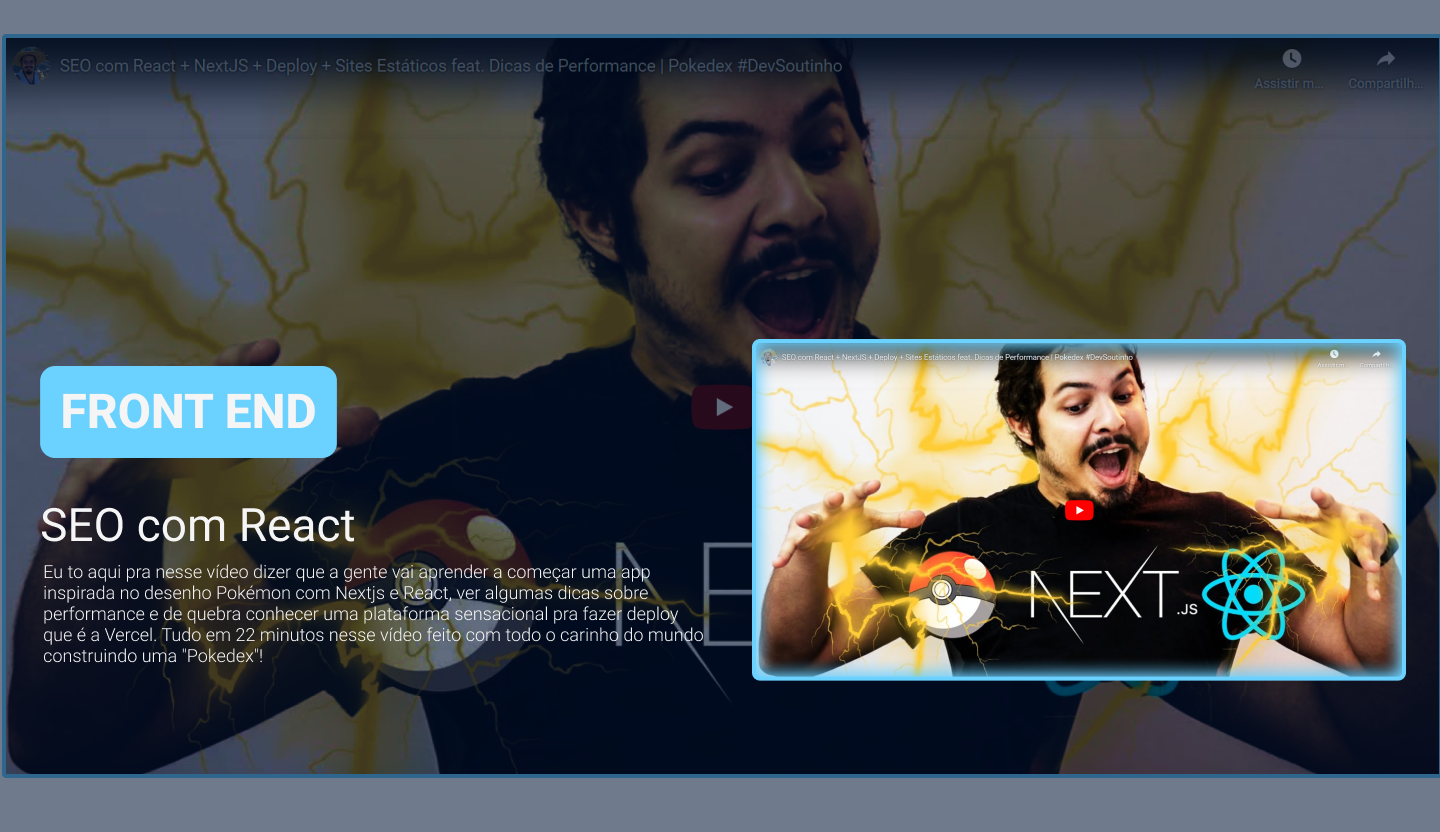 SEO com React + NextJS + Deploy + Sites Estáticos feat. Dicas de Performance | Pokedex #DevSoutinho
Assistir m...
Compartilh...
FRONT END
SEO com React
Eu to aqui pra nesse vídeo dizer que a gente vai aprender a começar uma app
inspirada no desenho Pokémon com Nextjs e React, ver algumas dicas sobre
performance e de quebra conhecer uma plataforma sensacional pra fazer deploy
que é a Vercel. Tudo em 22 minutos nesse vídeo feito com todo o carinho do mundo
construindo uma "Pokedex"!
NE
SEO com React + NextJS + Deploy + Sites Estáticos feat. Dicas de Performance | Pokedex #DevSoutinho
Assistir m...
Compartilh...
NEXT.JS